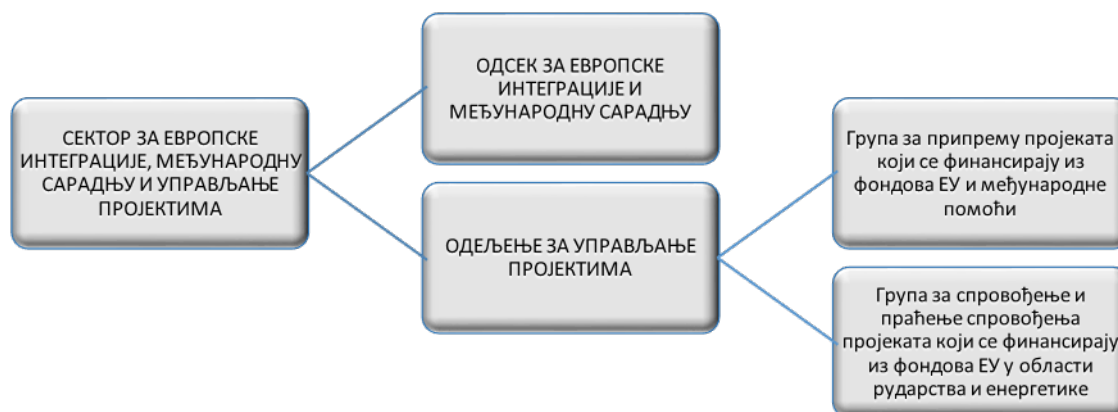 СЕКТОР ЗА ЕВРОПСКЕ
ИНТЕГРАЦИЈЕ, МЕЂУНАРОДНУ
САРАДЊУ И УПРАВЉАЊЕ
ПРОЈЕКТИМА
ОДСЕК ЗА ЕВРОПСКЕ
ИНТЕГРАЦИЈЕ И
МЕЂУНАРОДНУ САРАДЊУ
ОДЕЉЕЊЕ ЗА УПРАВЉАЊЕ
ПРОЈЕКТИМА
Група за припрему пројеката
који се финансирају из
фондова ЕУ и међународне
помоћи
Група за спровођење и
праћење спровођења
пројеката који се финансирају
из фондова ЕУ у области
рударства и енергетике